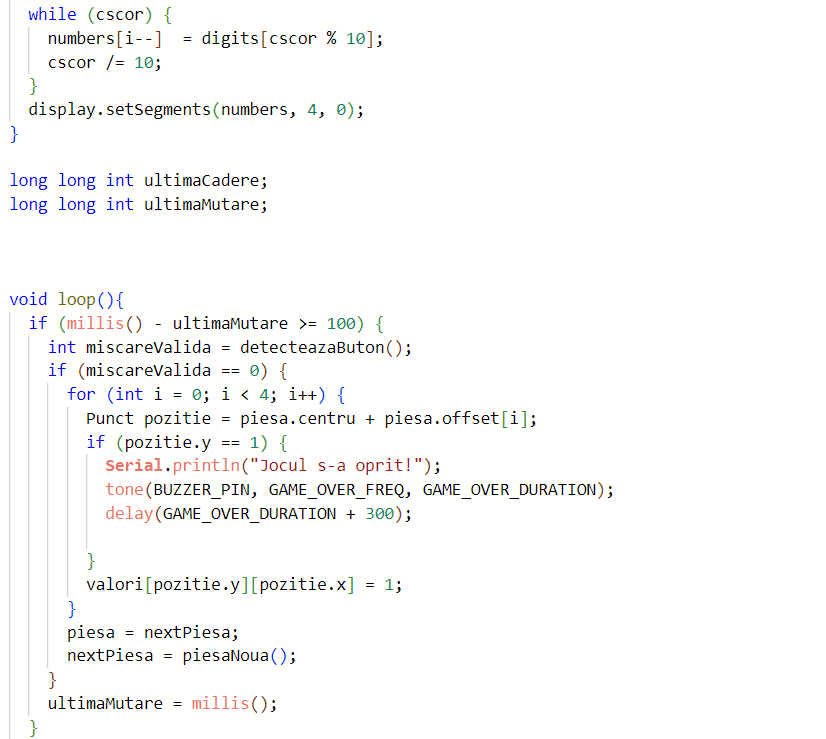 while (cscor) {
numbers[i--]  = digits[cscor % 10];
cscor /= 10;
}
display.setSegments(numbers, 4, 0);
}
long long int ultimaCadere;
long long int ultimaMutare;
void loop(){
if (millis() - ultimaMutare >= 100) {
int miscareValida = detecteazaButon();
if (miscareValida == 0) {
for (int i = 0; i < 4; i++) {
Punct pozitie = piesa.centru + piesa.offset[i];
if (pozitie.y == 1) {
Serial.println("Jocul s-a oprit!");
tone(BUZZER_PIN, GAME_OVER_FREQ, GAME_OVER_DURATION);
delay(GAME_OVER_DURATION + 300);
}
valori[pozitie.y][pozitie.x] = 1;
}
piesa = nextPiesa;
nextPiesa = piesaNoua();
}
ultimaMutare = millis();
}